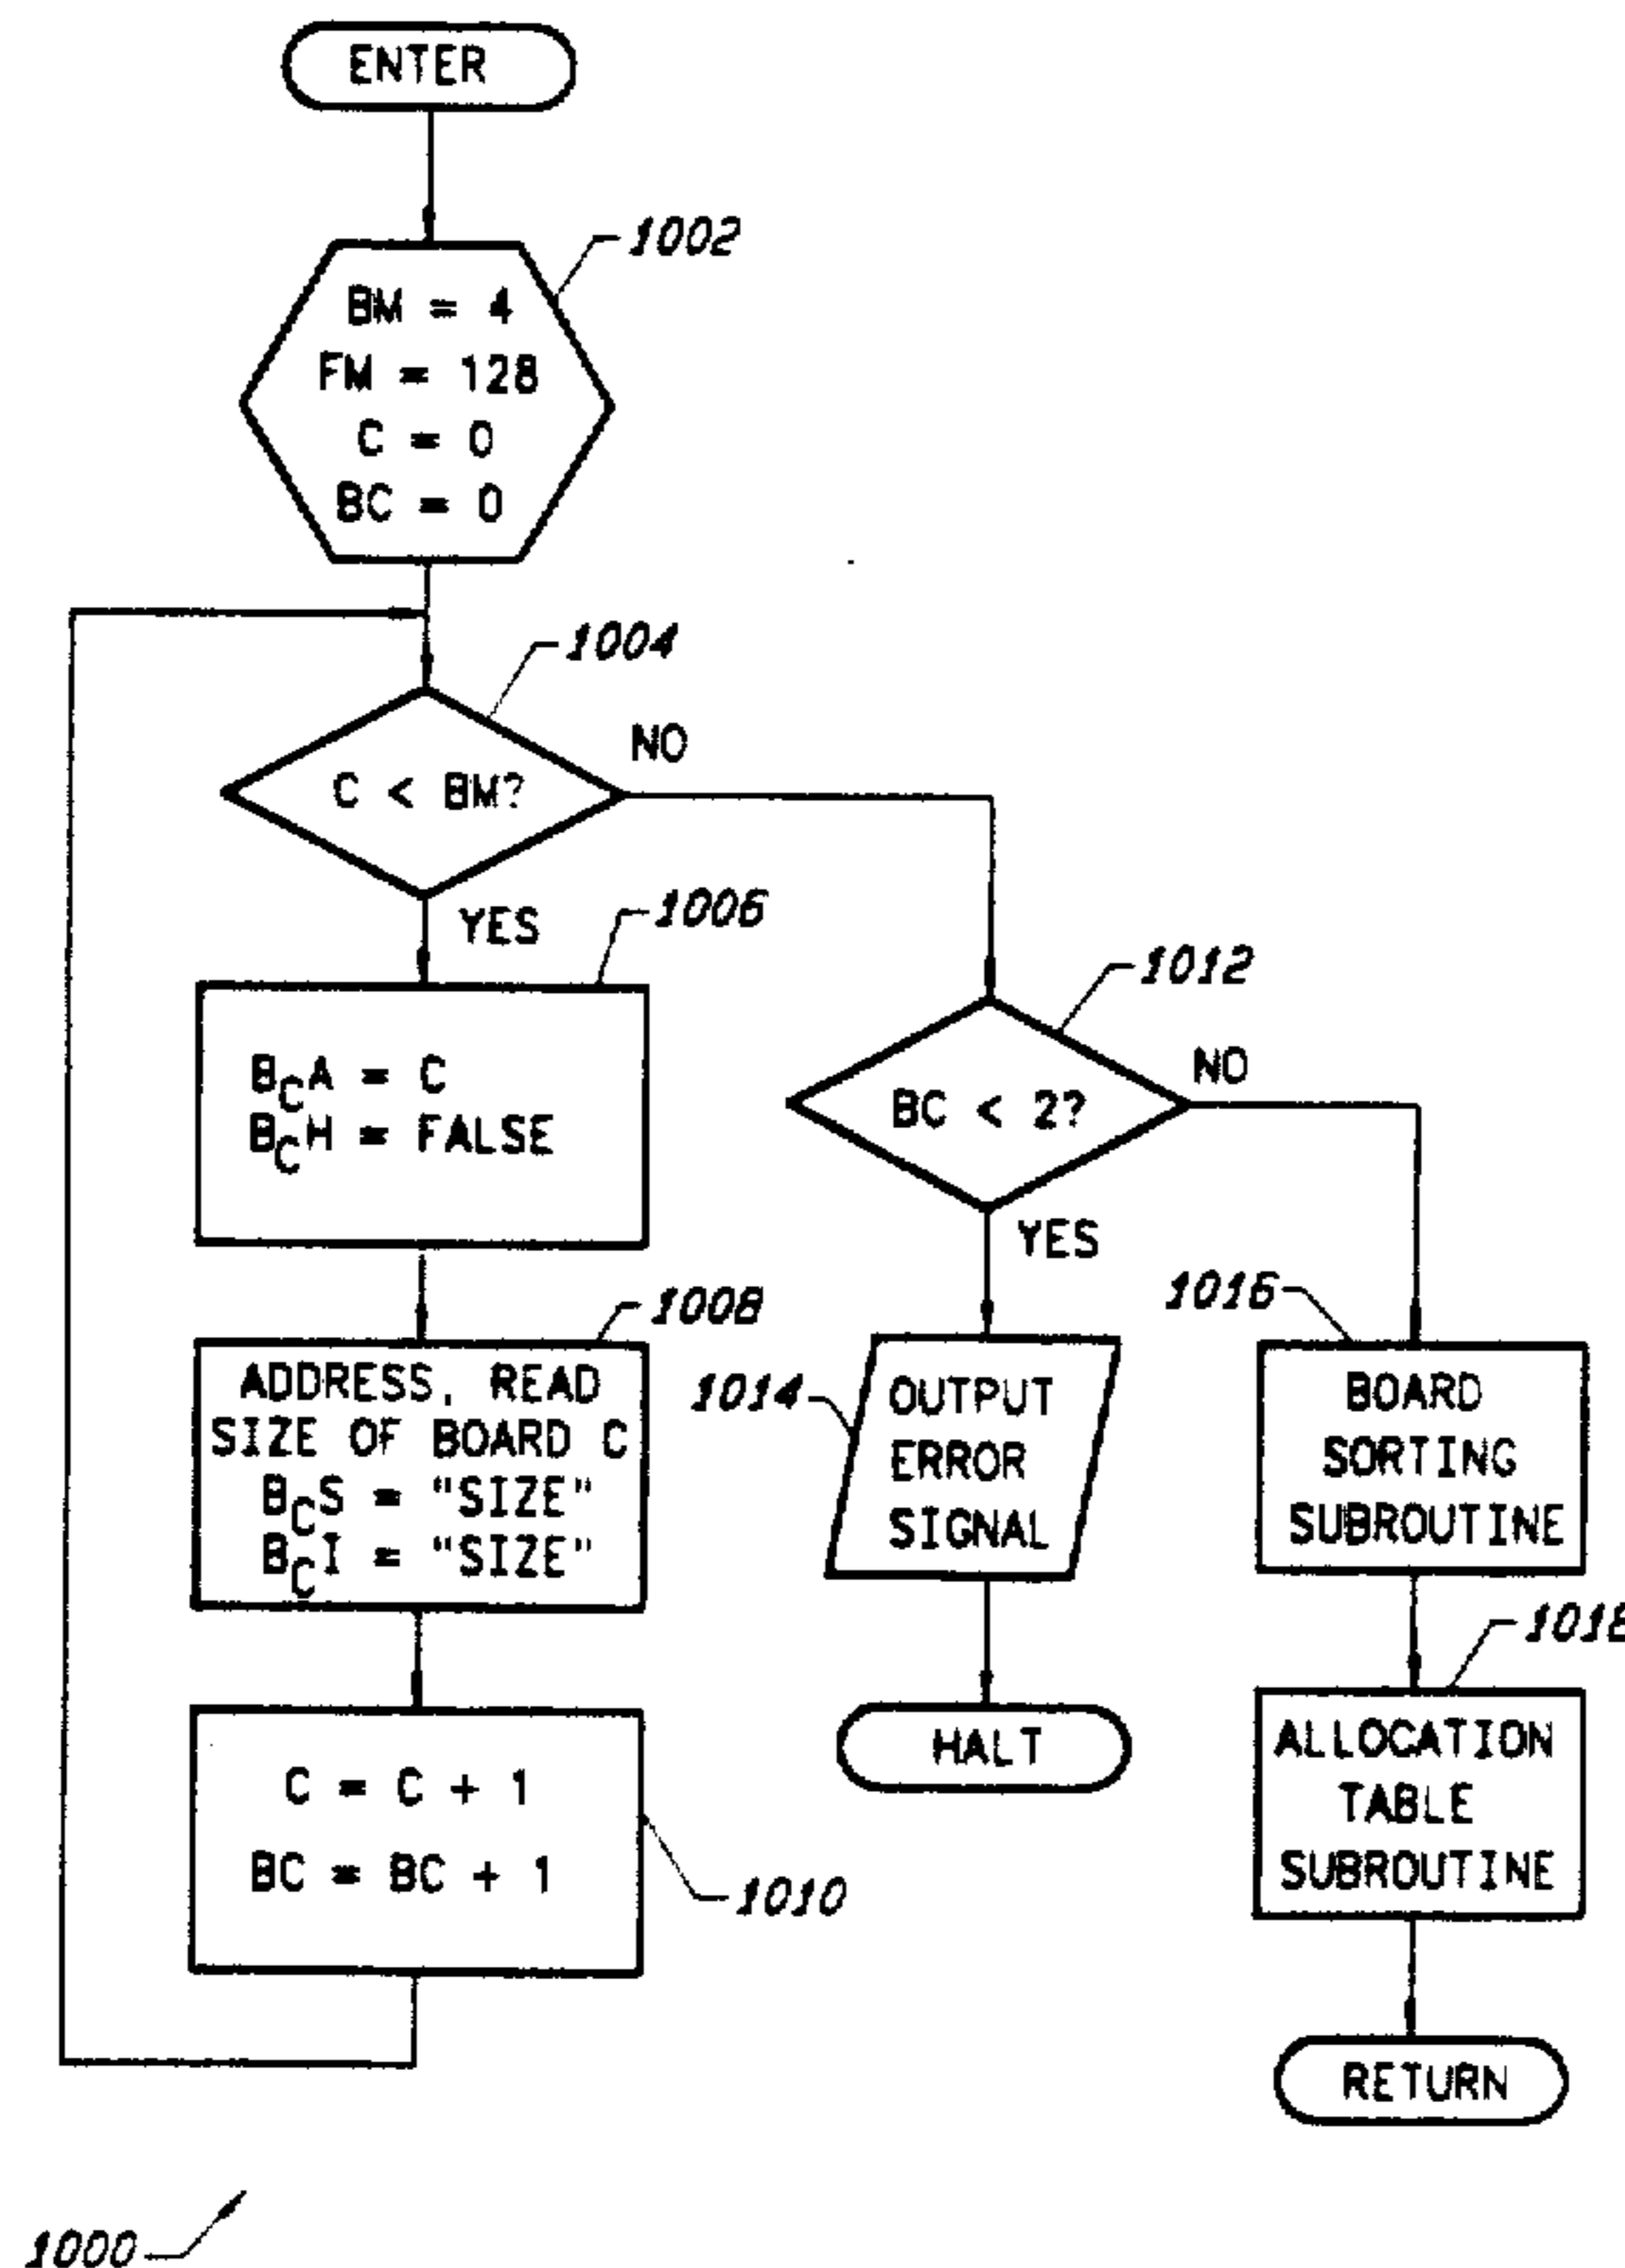 ENTER
1002
BM = 4
FM = 128
C = 0
BC = 0
1004
C < BM?
NO
YES
1006
BCA = C
BCH = FALSE
1008
ADDRESS, READ
SIZE OF BOARD C
BCS = "SIZE"
BCI = "SIZE"
C = C + 1
BC = BC + 1
1010
1012
BC < 2?
NO
YES
1014
OUTPUT
ERROR
SIGNAL
HALT
1016
BOARD
SORTING
SUBROUTINE
1018
ALLOCATION
TABLE
SUBROUTINE
RETURN
1000